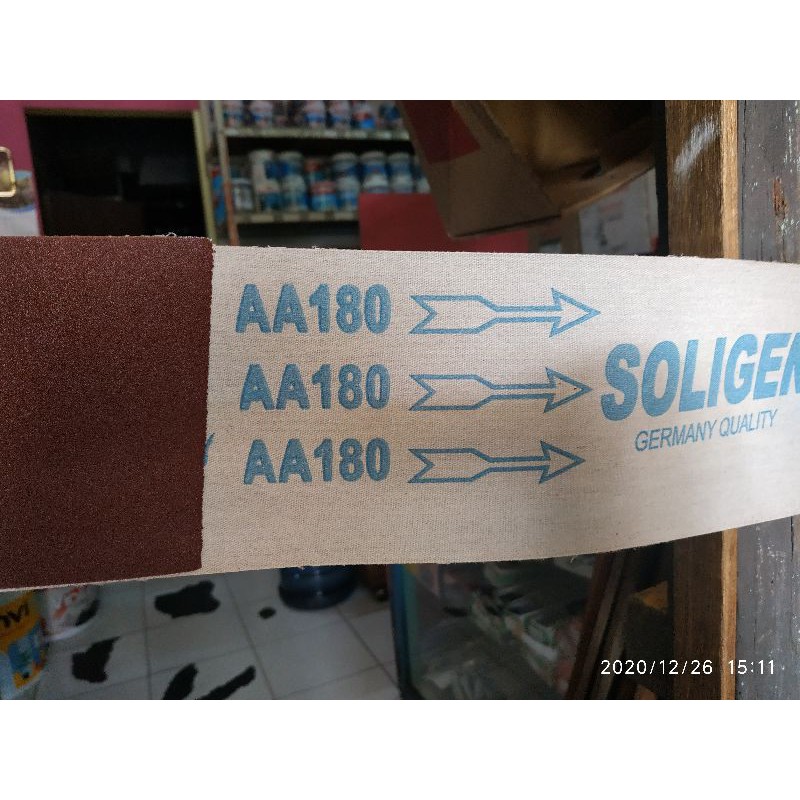 AA180
AA180
AA180
SOLIGEN
GERMANY QUALITY
2020/12/26 15:11